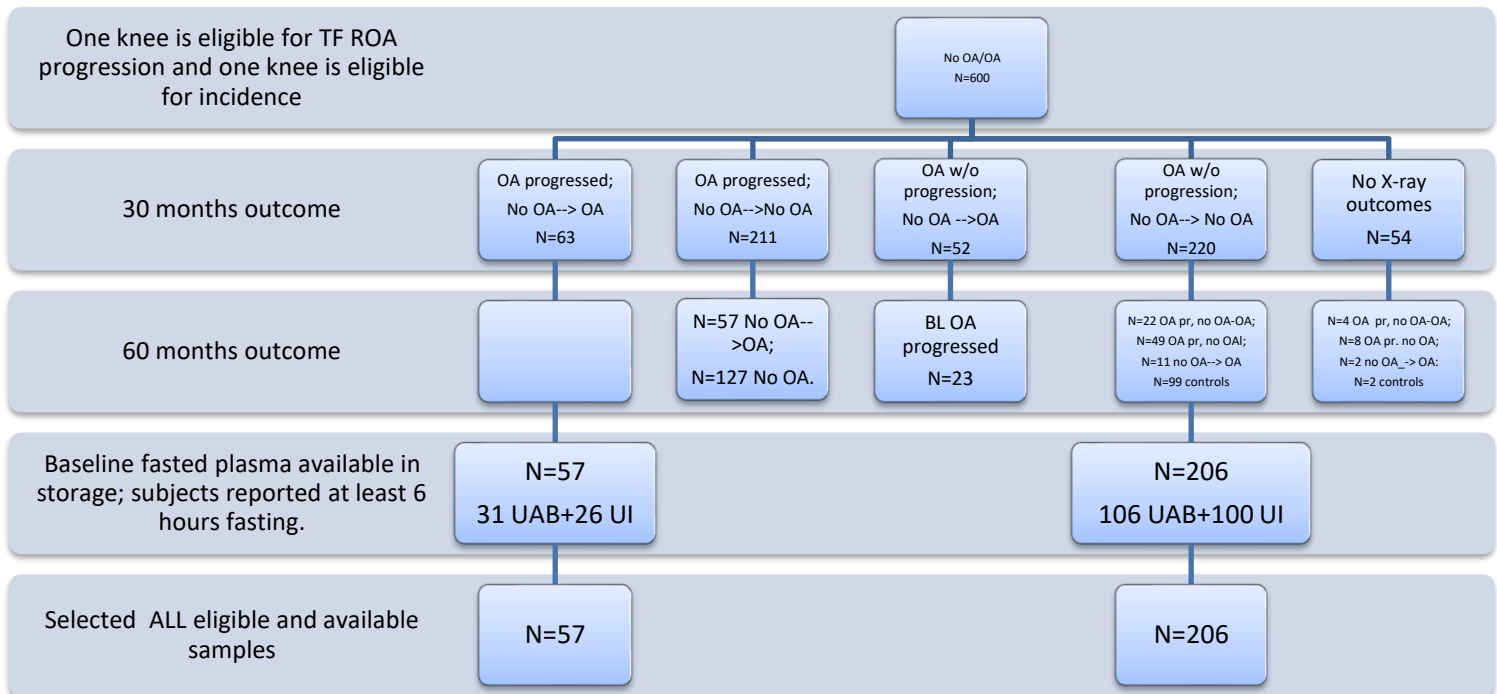 One knee is eligible for TF ROA
progression and one knee is eligible
for incidence
No OA/OA
N=600
30 months outcome
OA progressed;
No OA--> OA
N=63
OA progressed;
No OA-->No OA
N=211
OA w/o
progression;
No OA -->OA
N=52
OA w/o
progression;
No OA--> No OA
N=220
No X-ray
outcomes
N=54
60 months outcome
N=57 No OA--
>OA;
N=127 No OA.
BL OA
progressed
N=23
N=22 OA pr, no OA-OA;
N=49 OA pr, no OAl;
N=11 no OA--> OA
N=99 controls
N=4 OA  pr, no OA-OA;
N=8 OA pr. no OA;
N=2 no OA_-> OA:
N=2 controls
Baseline fasted plasma available in
storage; subjects reported at least 6
hours fasting.
N=57
31 UAB+26 UI
N=206
106 UAB+100 UI
Selected  ALL eligible and available
samples
N=57
N=206